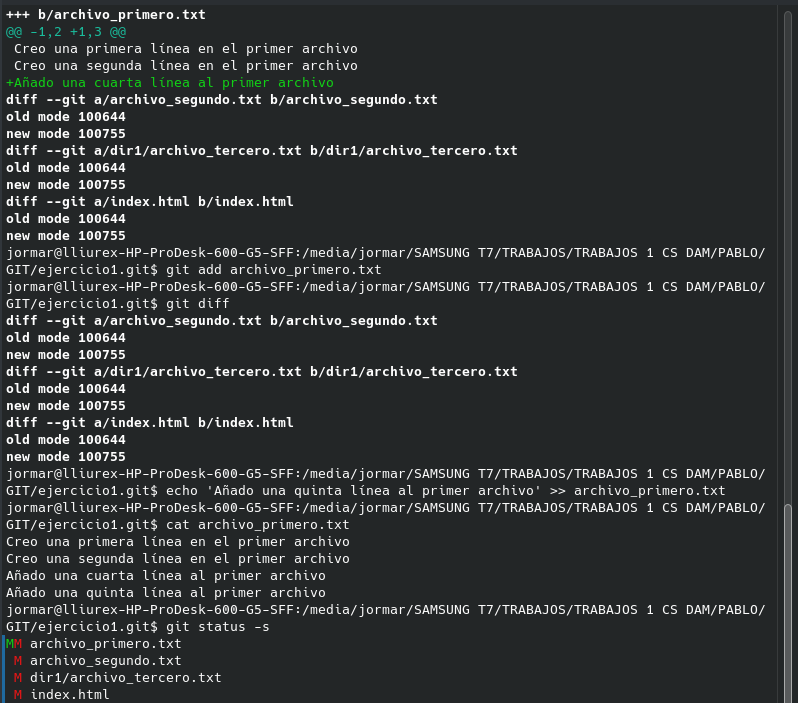 +++ b/archivo_primero.txt
@@ -1,2 +1,3 @@
 Creo una primera línea en el primer archivo
 Creo una segunda línea en el primer archivo
+Añado una cuarta línea al primer archivo
diff --git a/archivo_segundo.txt b/archivo_segundo.txt
old mode 100644
new mode 100755
diff --git a/dir1/archivo_tercero.txt b/dir1/archivo_tercero.txt
old mode 100644
new mode 100755
diff --git a/index.html b/index.html
old mode 100644
new mode 100755
jormar@lliurex-HP-ProDesk-600-G5-SFF:/media/jormar/SAMSUNG T7/TRABAJOS/TRABAJOS 1 CS DAM/PABLO/
GIT/ejercicio1.git$ git add archivo_primero.txt
jormar@lliurex-HP-ProDesk-600-G5-SFF:/media/jormar/SAMSUNG T7/TRABAJOS/TRABAJOS 1 CS DAM/PABLO/
GIT/ejercicio1.git$ git diff
diff --git a/archivo_segundo.txt b/archivo_segundo.txt
old mode 100644
new mode 100755
diff --git a/dir1/archivo_tercero.txt b/dir1/archivo_tercero.txt
old mode 100644
new mode 100755
diff --git a/index.html b/index.html
old mode 100644
new mode 100755
jormar@lliurex-HP-ProDesk-600-G5-SFF:/media/jormar/SAMSUNG T7/TRABAJOS/TRABAJOS 1 CS DAM/PABLO/
GIT/ejercicio1.git$ echo 'Añado una quinta línea al primer archivo' >> archivo_primero.txt
jormar@lliurex-HP-ProDesk-600-G5-SFF:/media/jormar/SAMSUNG T7/TRABAJOS/TRABAJOS 1 CS DAM/PABLO/
GIT/ejercicio1.git$ cat archivo_primero.txt
Creo una primera línea en el primer archivo
Creo una segunda línea en el primer archivo
Añado una cuarta línea al primer archivo
Añado una quinta línea al primer archivo
jormar@lliurex-HP-ProDesk-600-G5-SFF:/media/jormar/SAMSUNG T7/TRABAJOS/TRABAJOS 1 CS DAM/PABLO/
GIT/ejercicio1.git$ git status -s
MM archivo_primero.txt
 M archivo_segundo.txt
 M dir1/archivo_tercero.txt
 M index.html